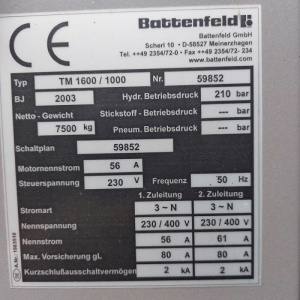 CE
Battenfeld
Battenfeld GmbH
Scherl 10 - D-58527 Meinerzhagen
Tel.++49 2354/72-0 • Fax ++49 2354/72- 234
www.battenfeld.com
Typ TM 1600 / 1000 Nr. 59852
BJ 2003 Hydr. Betriebsdruck 210 bar
Netto - Gewicht Stickstoff - Betriebsdruck --- bar
7500 kg Pneum. Betriebsdruck --- bar
Schaltplan 59852
Motornennstrom 56 A
Steuerspannung 230 V Frequenz 50 Hz
1. Zuleitung 2. Zuleitung
Stromart 3 ~ N 3 ~ N
Nennspannung 230 / 400 V 230 / 400 V
Nennstrom 56 A 61 A
Max. Vorsicherung gL 80 A 80 A
Kurzschlußausschaltvermögen 2 kA 2 kA